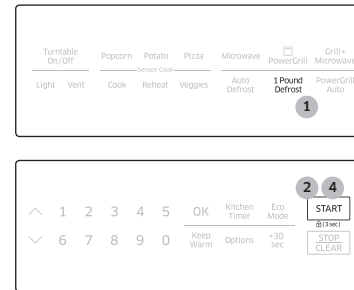 Turntable On/Off
Popcorn Potato Pizza
Microwave PowerGrill Grill+ Microwave
Sensor Cook
Light Vent
Cook Reheat Veggies
Auto Defrost 1 Pound Defrost PowerGrill Auto
1
2 4
1 2 3 4 5 OK Kitchen Timer Eco Mode START
(3 sec)
6 7 8 9 0 Keep Warm Options +30 sec STOP CLEAR